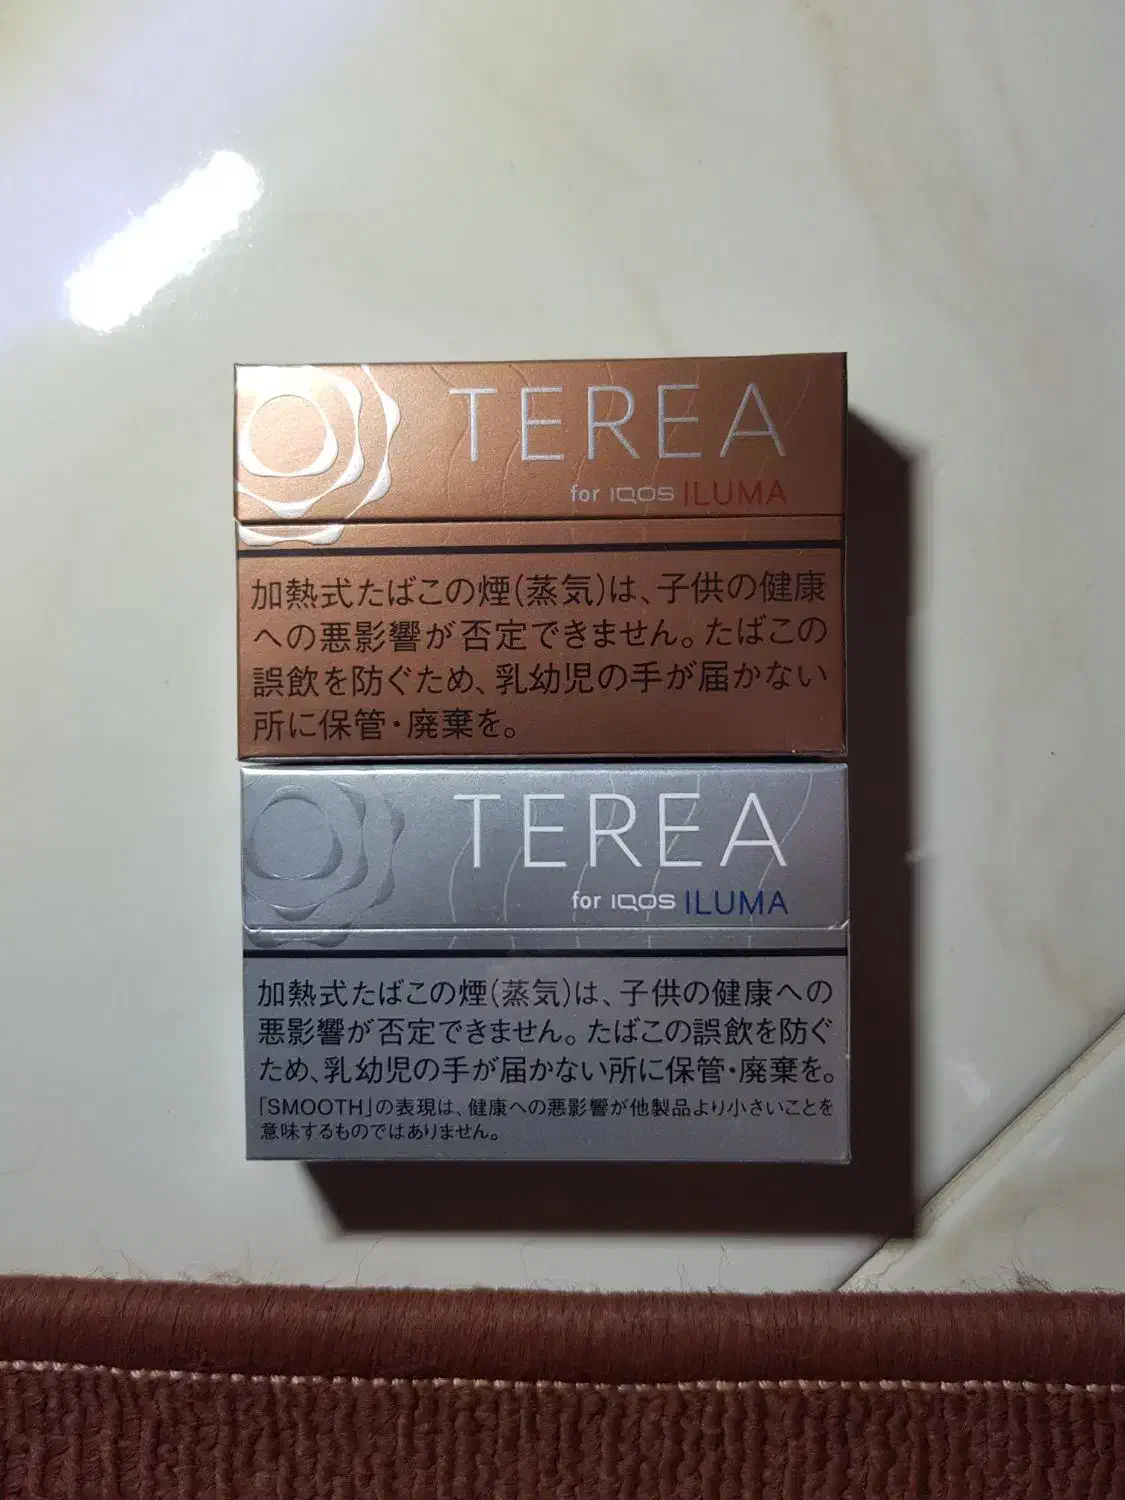 TEREA
for IQOS ILUMA
加熱式たばこの煙(蒸気)は、子供の健康
への悪影響が否定できません。たばこの
誤飲を防ぐため、乳幼児の手が届かない
所に保管・廃棄を。
TEREA
for IQOS ILUMA
加熱式たばこの煙(蒸気)は、子供の健康への
悪影響が否定できません。たばこの誤飲を防ぐ
ため、乳幼児の手が届かない所に保管・廃棄を。
「SMOOTH」の表現は、健康への悪影響が他製品より小さいことを
意味するものではありません。